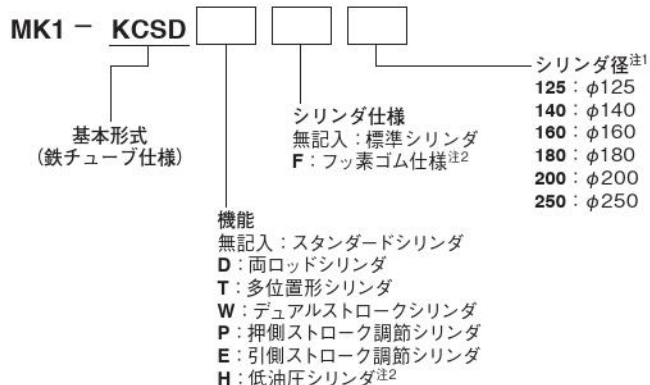 MK1－ KCSD
基本形式
(鉄チューブ仕様)
シリンダ仕様
無記入：標準シリンダ
F：フッ素ゴム仕様注2
シリンダ径注1
125：φ125
140：φ140
160：φ160
180：φ180
200：φ200
250：φ250
機能
無記入：スタンダードシリンダ
D：両ロッドシリンダ
T：多位置形シリンダ
W：デュアルストロークシリンダ
P：押側ストローク調節シリンダ
E：引側ストローク調節シリンダ
H：低油圧シリンダ注2